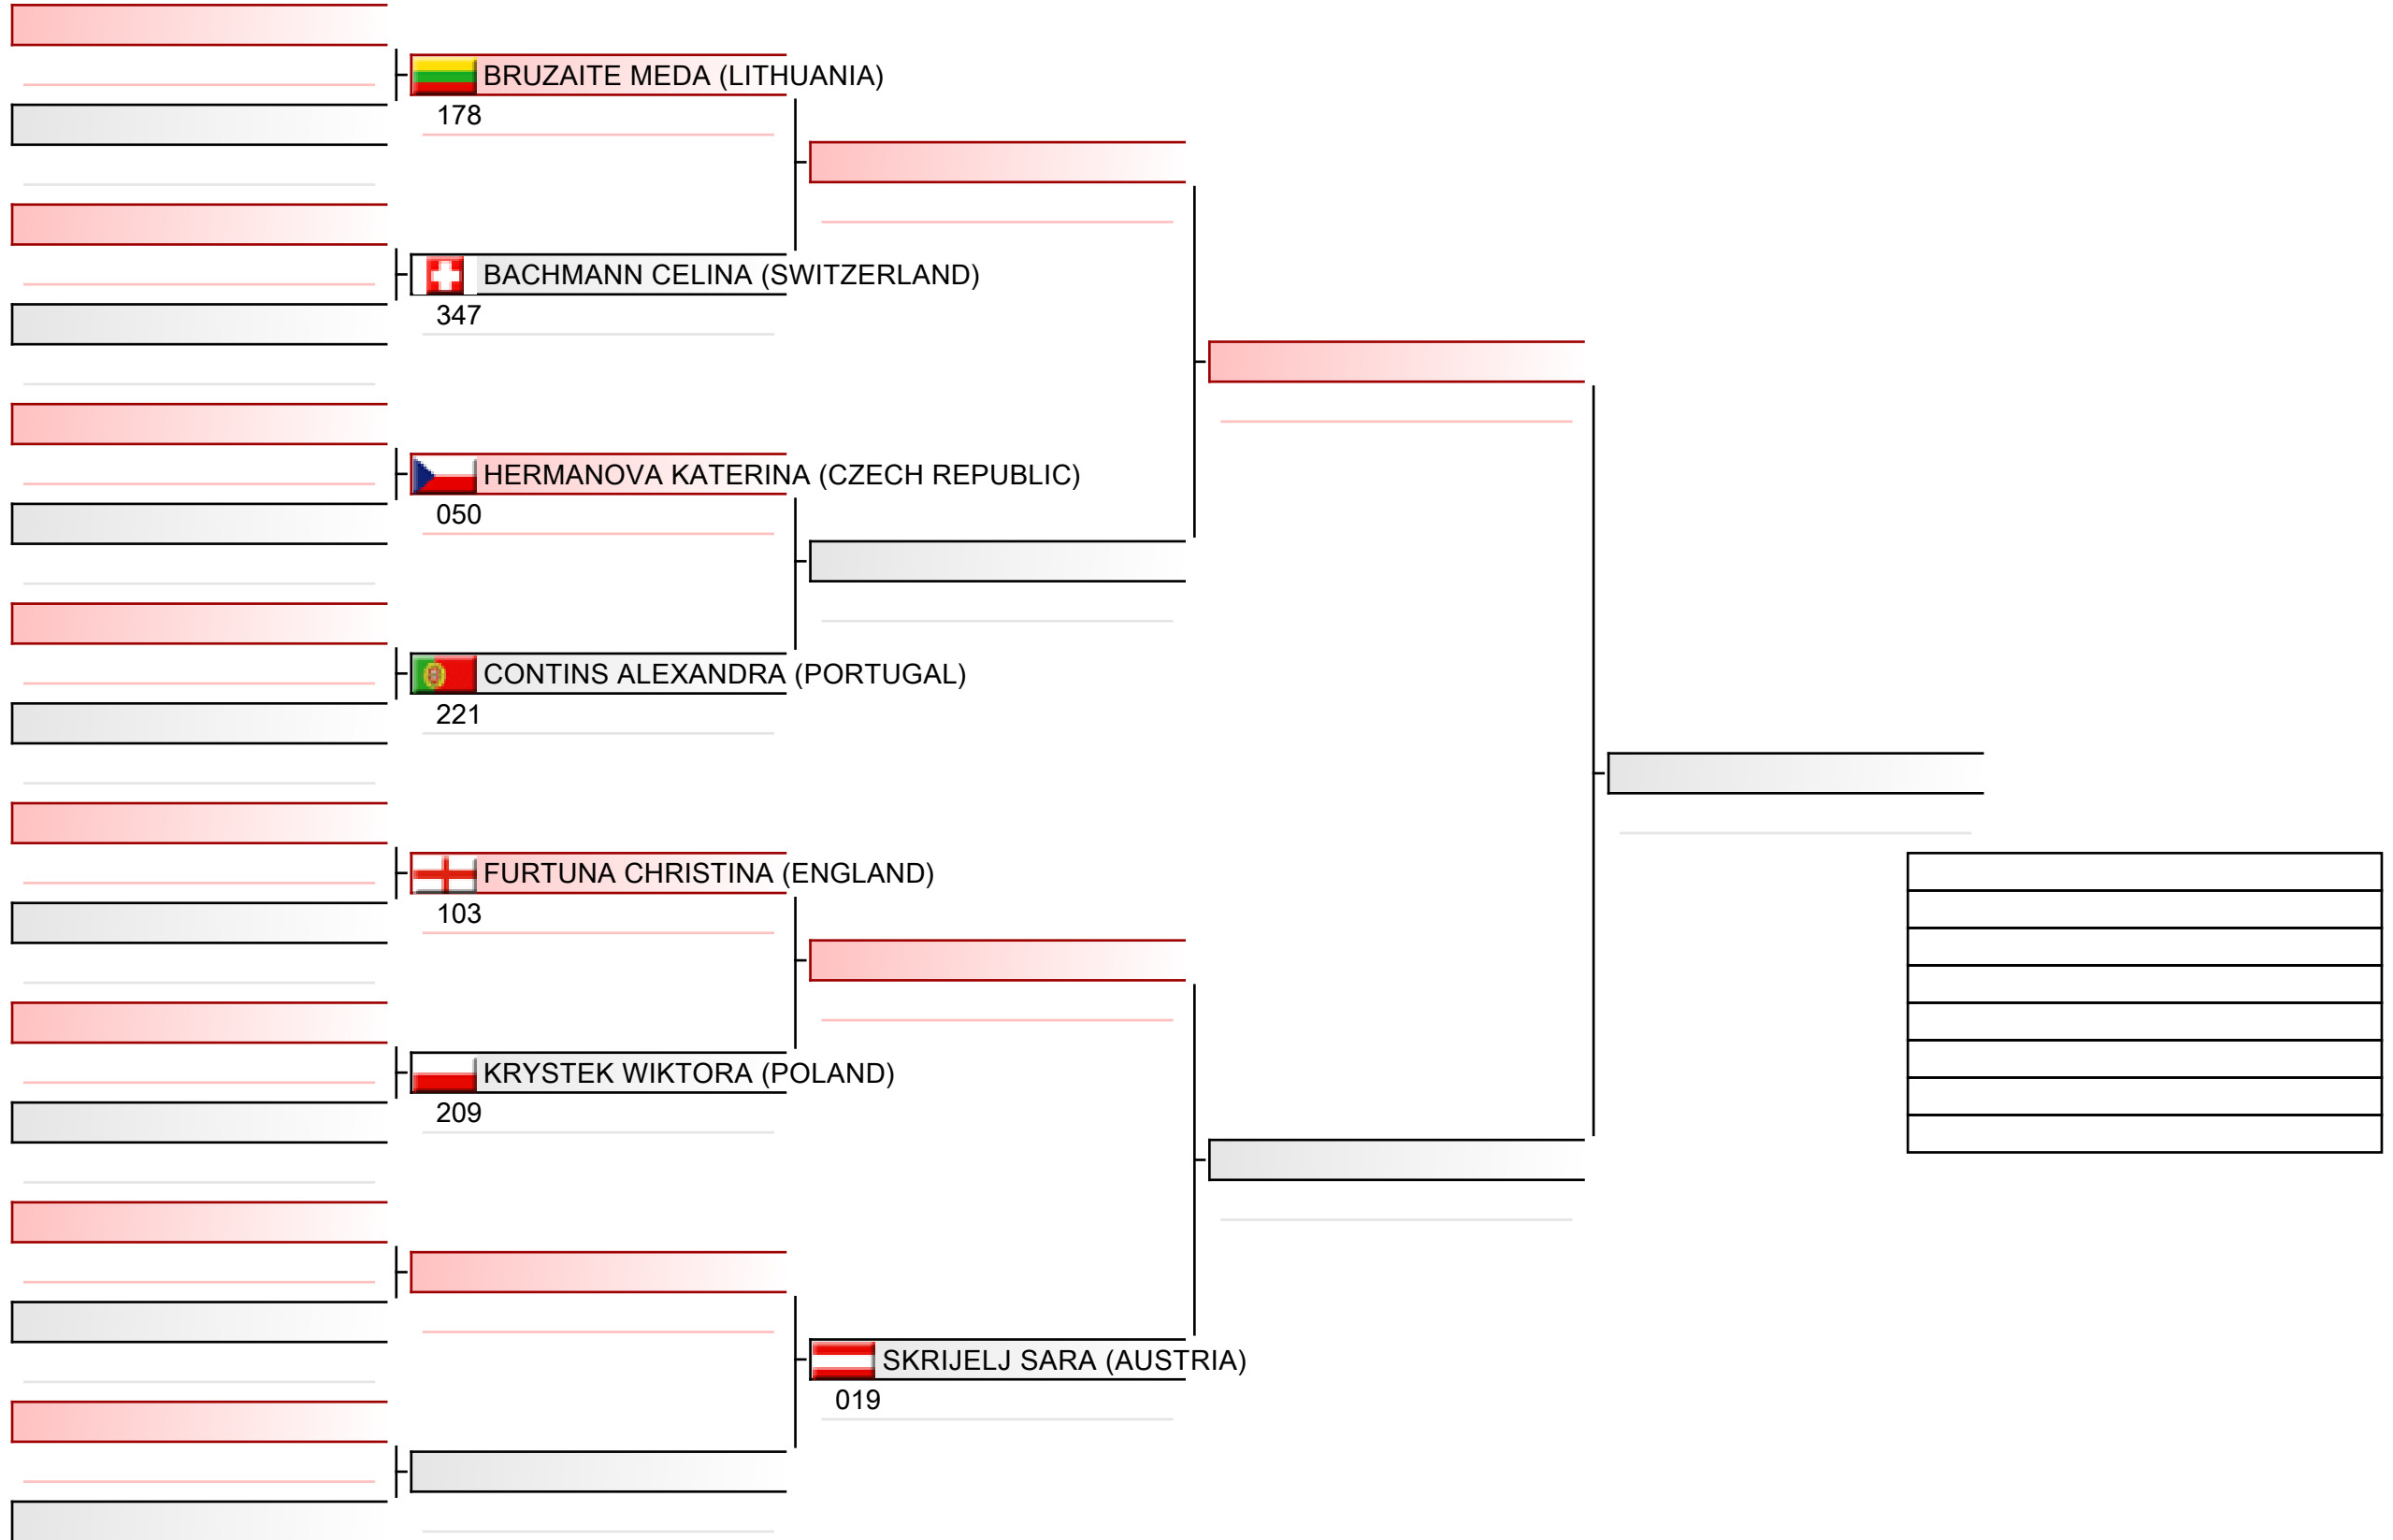 BRUZAITE MEDA (LITHUANIA)
178
BACHMANN CELINA (SWITZERLAND)
347
HERMANOVA KATERINA (CZECH REPUBLIC)
050
CONTINS ALEXANDRA (PORTUGAL)
221
FURTUNA CHRISTINA (ENGLAND)
103
KRYSTEK WIKTORA (POLAND)
209
SKRIJELJ SARA (AUSTRIA)
019